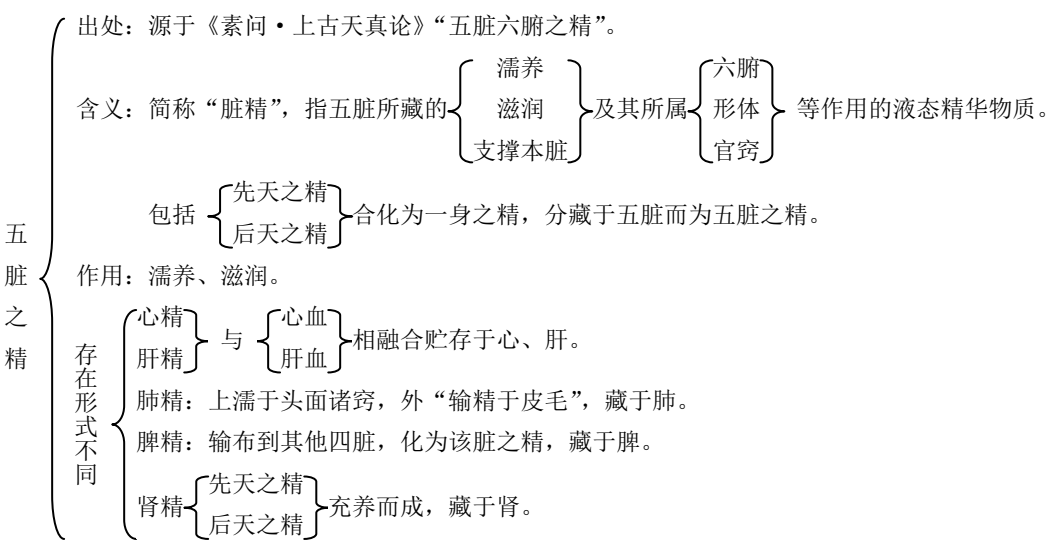 五脏之精
出处：源于《素问·上古天真论》“五脏六腑之精”。
含义：简称“脏精”，指五脏所藏的
濡养
滋润
支撑本脏
及其所属
六腑
形体
官窍
等作用的液态精华物质。
包括
先天之精
后天之精
合化为一身之精，分藏于五脏而为五脏之精。
作用：濡养、滋润。
存在形式不同
心精
肝精
与
心血
肝血
相融合贮存于心、肝。
肺精：上濡于头面诸窍，外“输精于皮毛”，藏于肺。
脾精：输布到其他四脏，化为该脏之精，藏于脾。
肾精
先天之精
后天之精
充养而成，藏于肾。